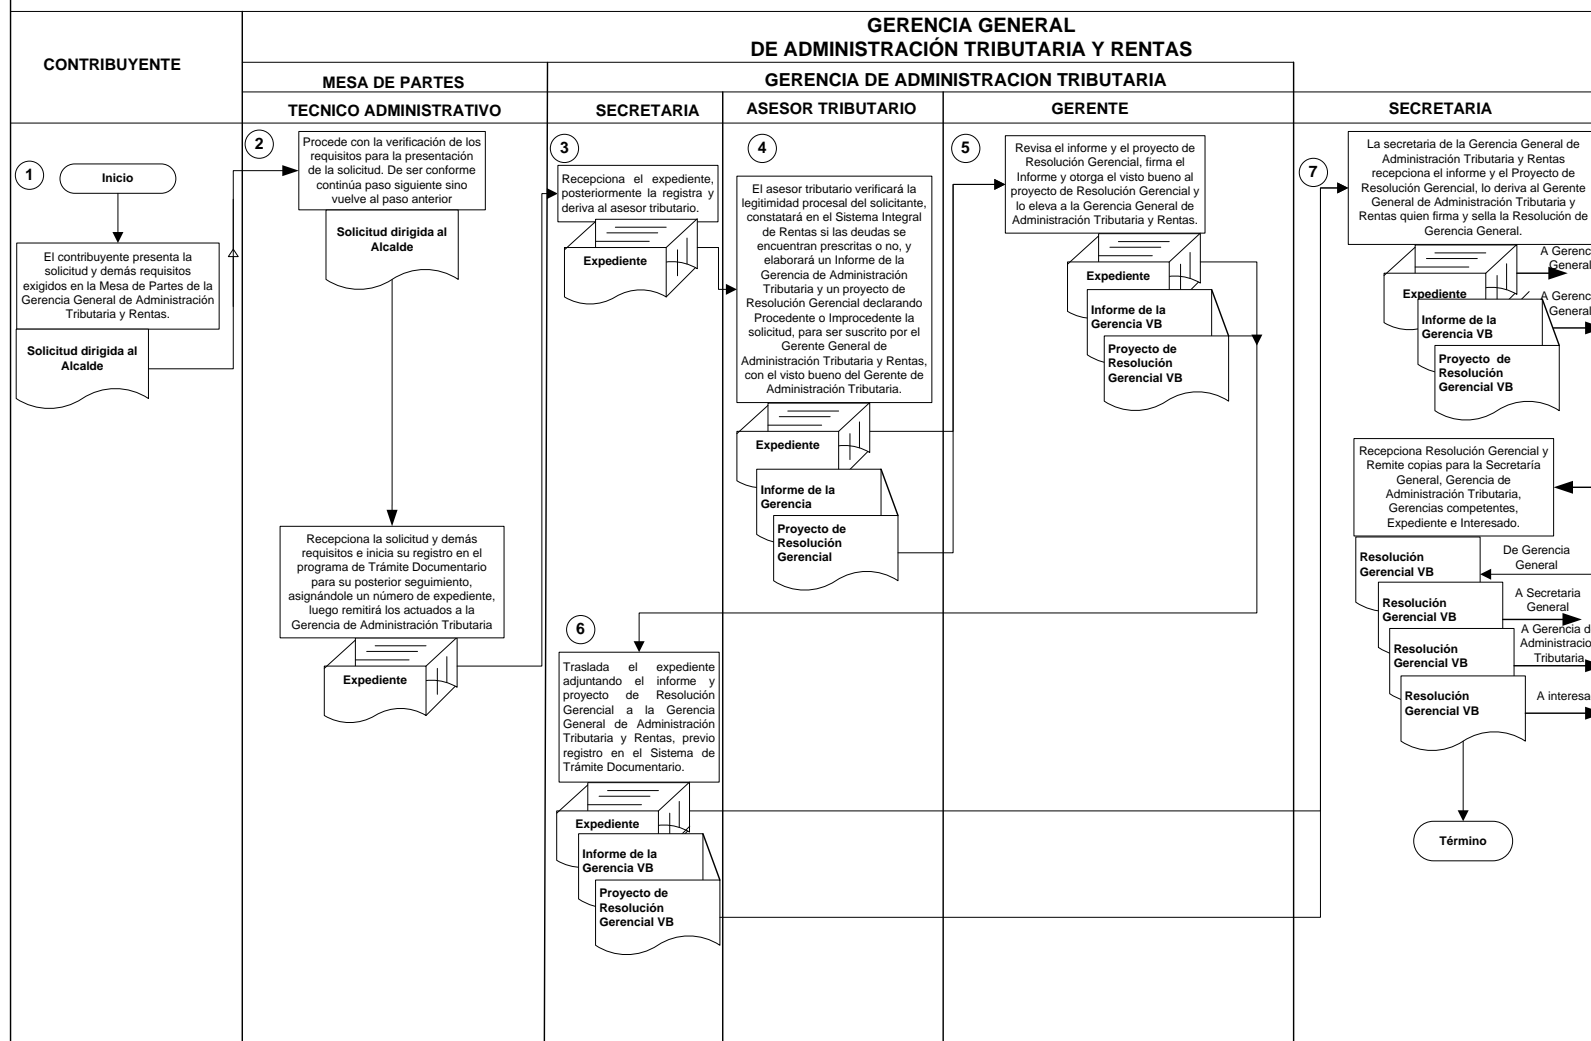 GERENCIA GENERAL
DE ADMINISTRACIÓN TRIBUTARIA Y RENTAS
CONTRIBUYENTE
MESA DE PARTES
GERENCIA DE ADMINISTRACION TRIBUTARIA
TECNICO ADMINISTRATIVO
SECRETARIA
ASESOR TRIBUTARIO
GERENTE
SECRETARIA
1
Inicio
El contribuyente presenta la
solicitud y demás requisitos
exigidos en la Mesa de Partes de la
Gerencia General de Administración
Tributaria y Rentas.
Solicitud dirigida al
Alcalde
2
Procede con la verificación de los
requisitos para la presentación
de la solicitud. De ser conforme
continúa paso siguiente sino
vuelve al paso anterior
Solicitud dirigida al
Alcalde
Recepciona la solicitud y demás
requisitos e inicia su registro en el
programa de Trámite Documentario
para su posterior seguimiento,
asignándole un número de expediente,
luego remitirá los actuados a la
Gerencia de Administración Tributaria
Expediente
3
Recepciona el expediente,
posteriormente la registra y
deriva al asesor tributario.
Expediente
4
El asesor tributario verificará la
legitimidad procesal del solicitante,
constatará en el Sistema Integral
de Rentas si las deudas se
encuentran prescritas o no, y
elaborará un Informe de la
Gerencia de Administración
Tributaria y un proyecto de
Resolución Gerencial declarando
Procedente o Improcedente la
solicitud, para ser suscrito por el
Gerente General de
Administración Tributaria y Rentas,
con el visto bueno del Gerente de
Administración Tributaria.
Expediente
Informe de la
Gerencia
Proyecto de
Resolución
Gerencial
5
Revisa el informe y el proyecto de
Resolución Gerencial, firma el
Informe y otorga el visto bueno al
proyecto de Resolución Gerencial y
lo eleva a la Gerencia General de
Administración Tributaria y Rentas.
Expediente
Informe de la
Gerencia VB
Proyecto de
Resolución
Gerencial VB
6
Traslada el expediente
adjuntando el informe y
proyecto de Resolución
Gerencial a la Gerencia
General de Administración
Tributaria y Rentas, previo
registro en el Sistema de
Trámite Documentario.
Expediente
Informe de la
Gerencia VB
Proyecto de
Resolución
Gerencial VB
7
La secretaria de la Gerencia General de
Administración Tributaria y Rentas
recepciona el informe y el Proyecto de
Resolución Gerencial, lo deriva al Gerente
General de Administración Tributaria y
Rentas quien firma y sella la Resolución de
Gerencia General.
A Gerenc
General
Expediente
A Gerenc
General
Informe de la
Gerencia VB
Proyecto de
Resolución
Gerencial VB
Recepciona Resolución Gerencial y
Remite copias para la Secretaría
General, Gerencia de
Administración Tributaria,
Gerencias competentes,
Expediente e Interesado.
Resolución
Gerencial VB
De Gerencia
General
Resolución
Gerencial VB
A Secretaria
General
Resolución
Gerencial VB
A Gerencia d
Administracio
Tributaria
Resolución
Gerencial VB
A interesa
Término